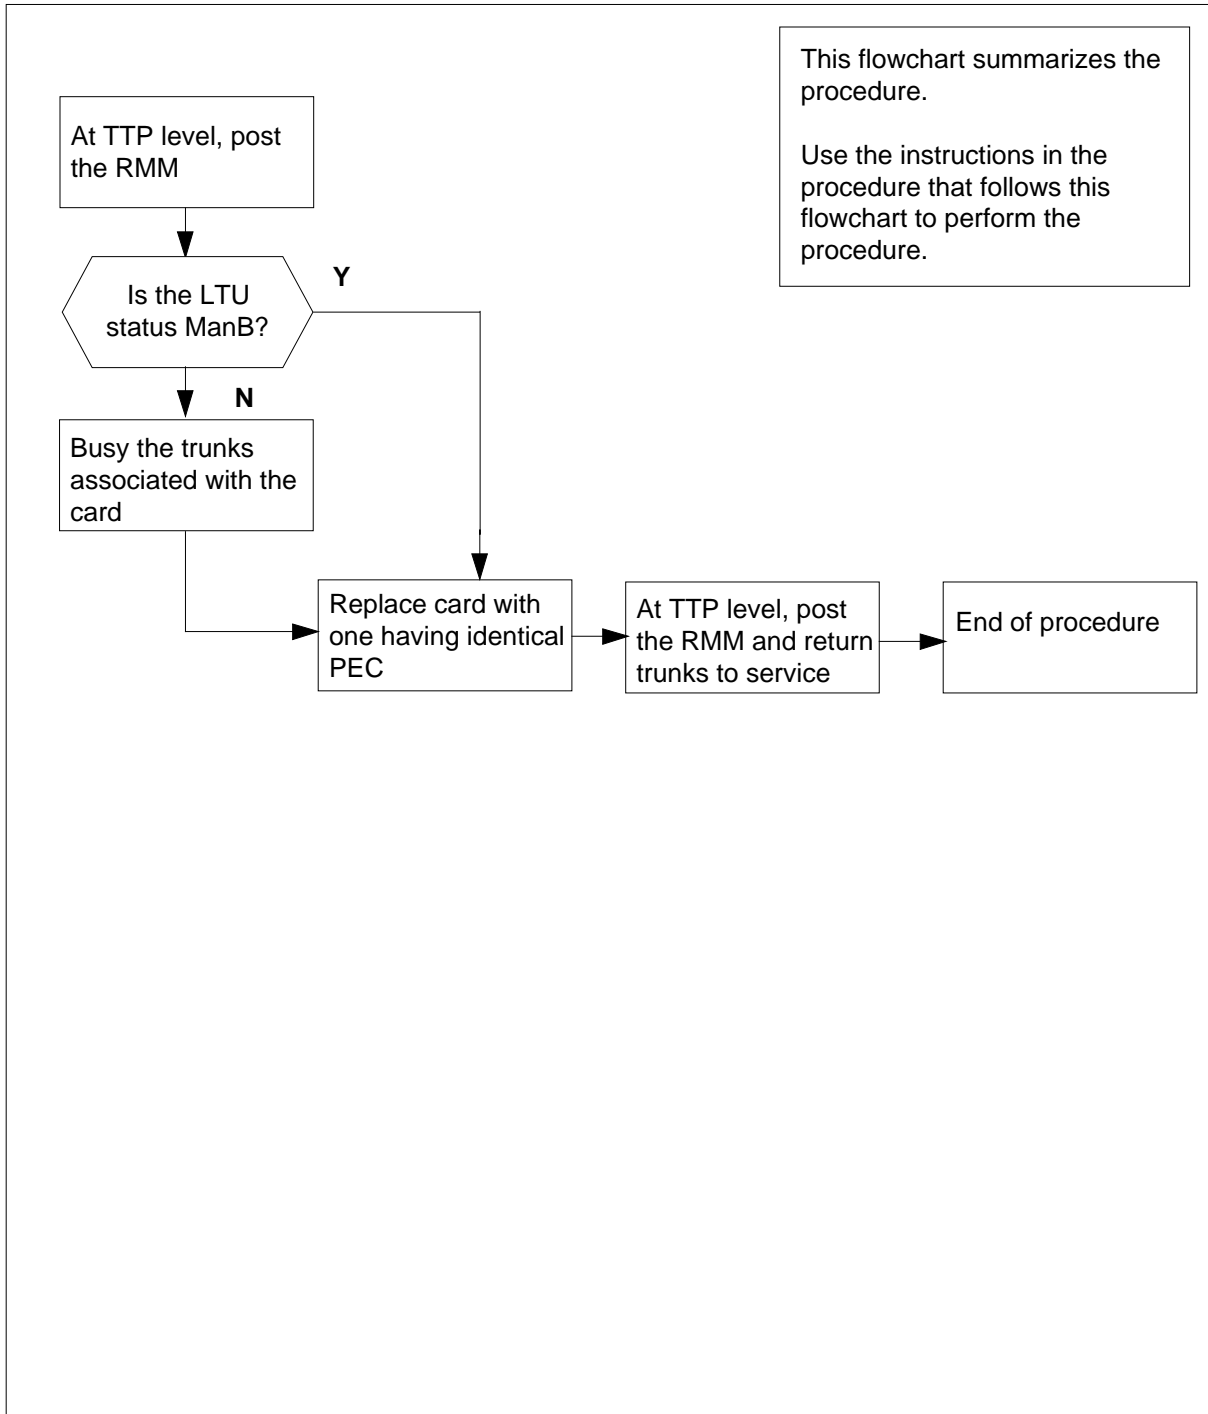 This flowchart summarizes the
procedure.
Use the instructions in the
procedure that follows this
flowchart to perform the
procedure.
At TTP level, post
the RMM
Is the LTU
status ManB?
Y
N
Busy the trunks
associated with the
card
Replace card with
one having identical
PEC
At TTP level, post
the RMM and return
trunks to service
End of procedure